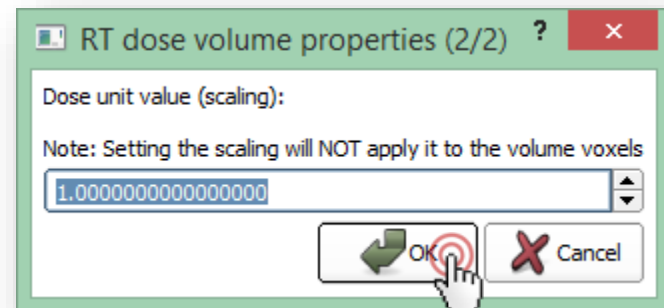 RT dose volume properties (2/2) ? ×
Dose unit value (scaling):
Note: Setting the scaling will NOT apply it to the volume voxels
1.0000000000000000
OK Cancel